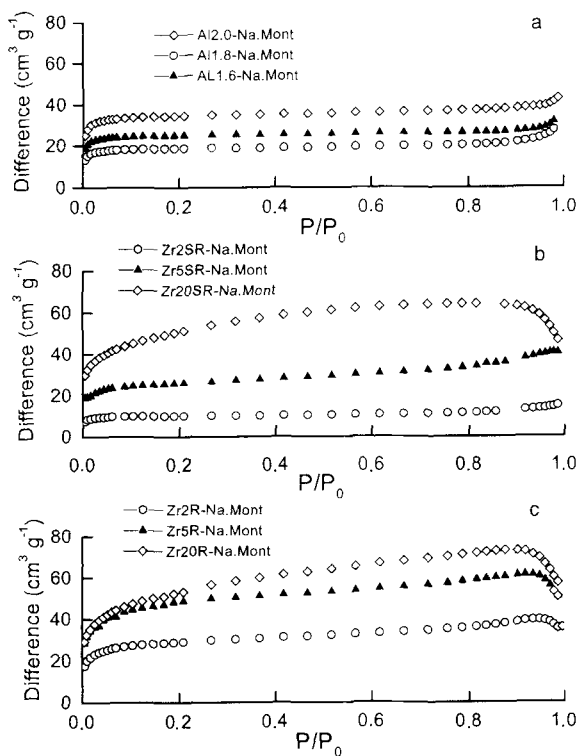 a
Al2.0-Na.Mont
Al1.8-Na.Mont
AL1.6-Na.Mont
Difference (cm³ g⁻¹)
80
60
40
20
0
0.0 0.2 0.4 0.6 0.8 1.0
P/P₀
b
Zr2SR-Na.Mont
Zr5SR-Na.Mont
Zr20SR-Na.Mont
Difference (cm³ g⁻¹)
80
60
40
20
0
0.0 0.2 0.4 0.6 0.8 1.0
P/P₀
c
Zr2R-Na.Mont
Zr5R-Na.Mont
Zr20R-Na.Mont
Difference (cm³ g⁻¹)
80
60
40
20
0
0.0 0.2 0.4 0.6 0.8 1.0
P/P₀